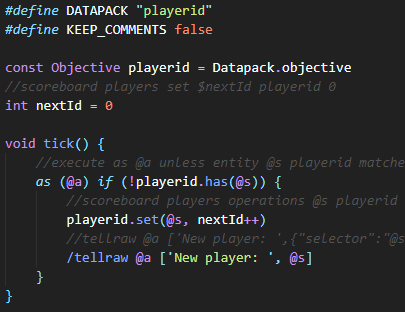 #define DATAPACK "playerid"
#define KEEP_COMMENTS false
const Objective playerid = Datapack.objective
//scoreboard players set $nextId playerid 0
int nextId = 0
void tick() {
//execute as @a unless entity @s playerid matche
as (@a) if (!playerid.has(@s)) {
//scoreboard players operations @s playerid
playerid.set(@s, nextId++)
//tellraw @a ['New player: ',{"selector":"@s
/tellraw @a ['New player: ', @s]
}
}